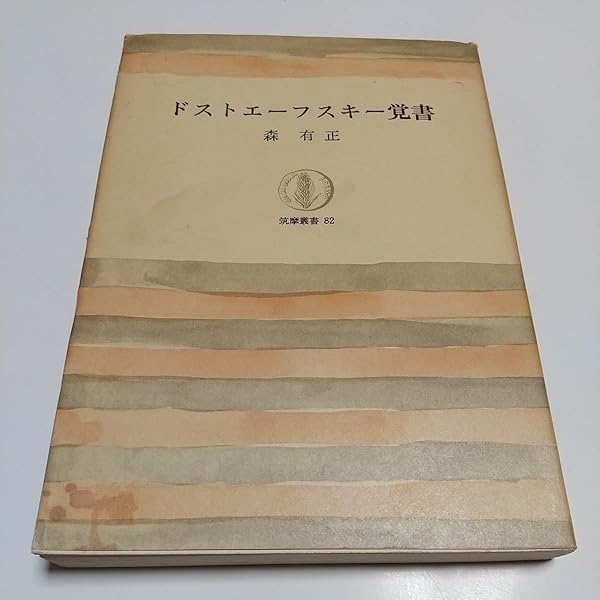 ドストエーフスキー覚書
森 有正
筑摩叢書 82